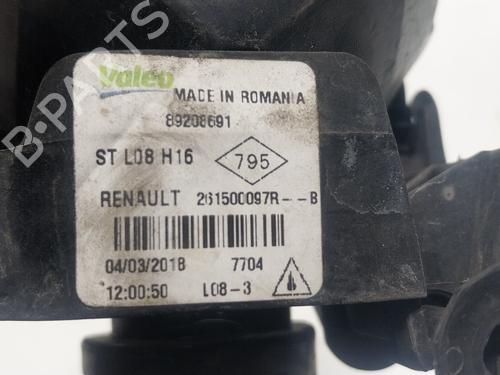 B-PARTS
Valeo
MADE IN ROMANIA
89208691
ST L08 H16
795
RENAULT 261500097R---B
04/03/2018 7704
12:00:50 L08-3